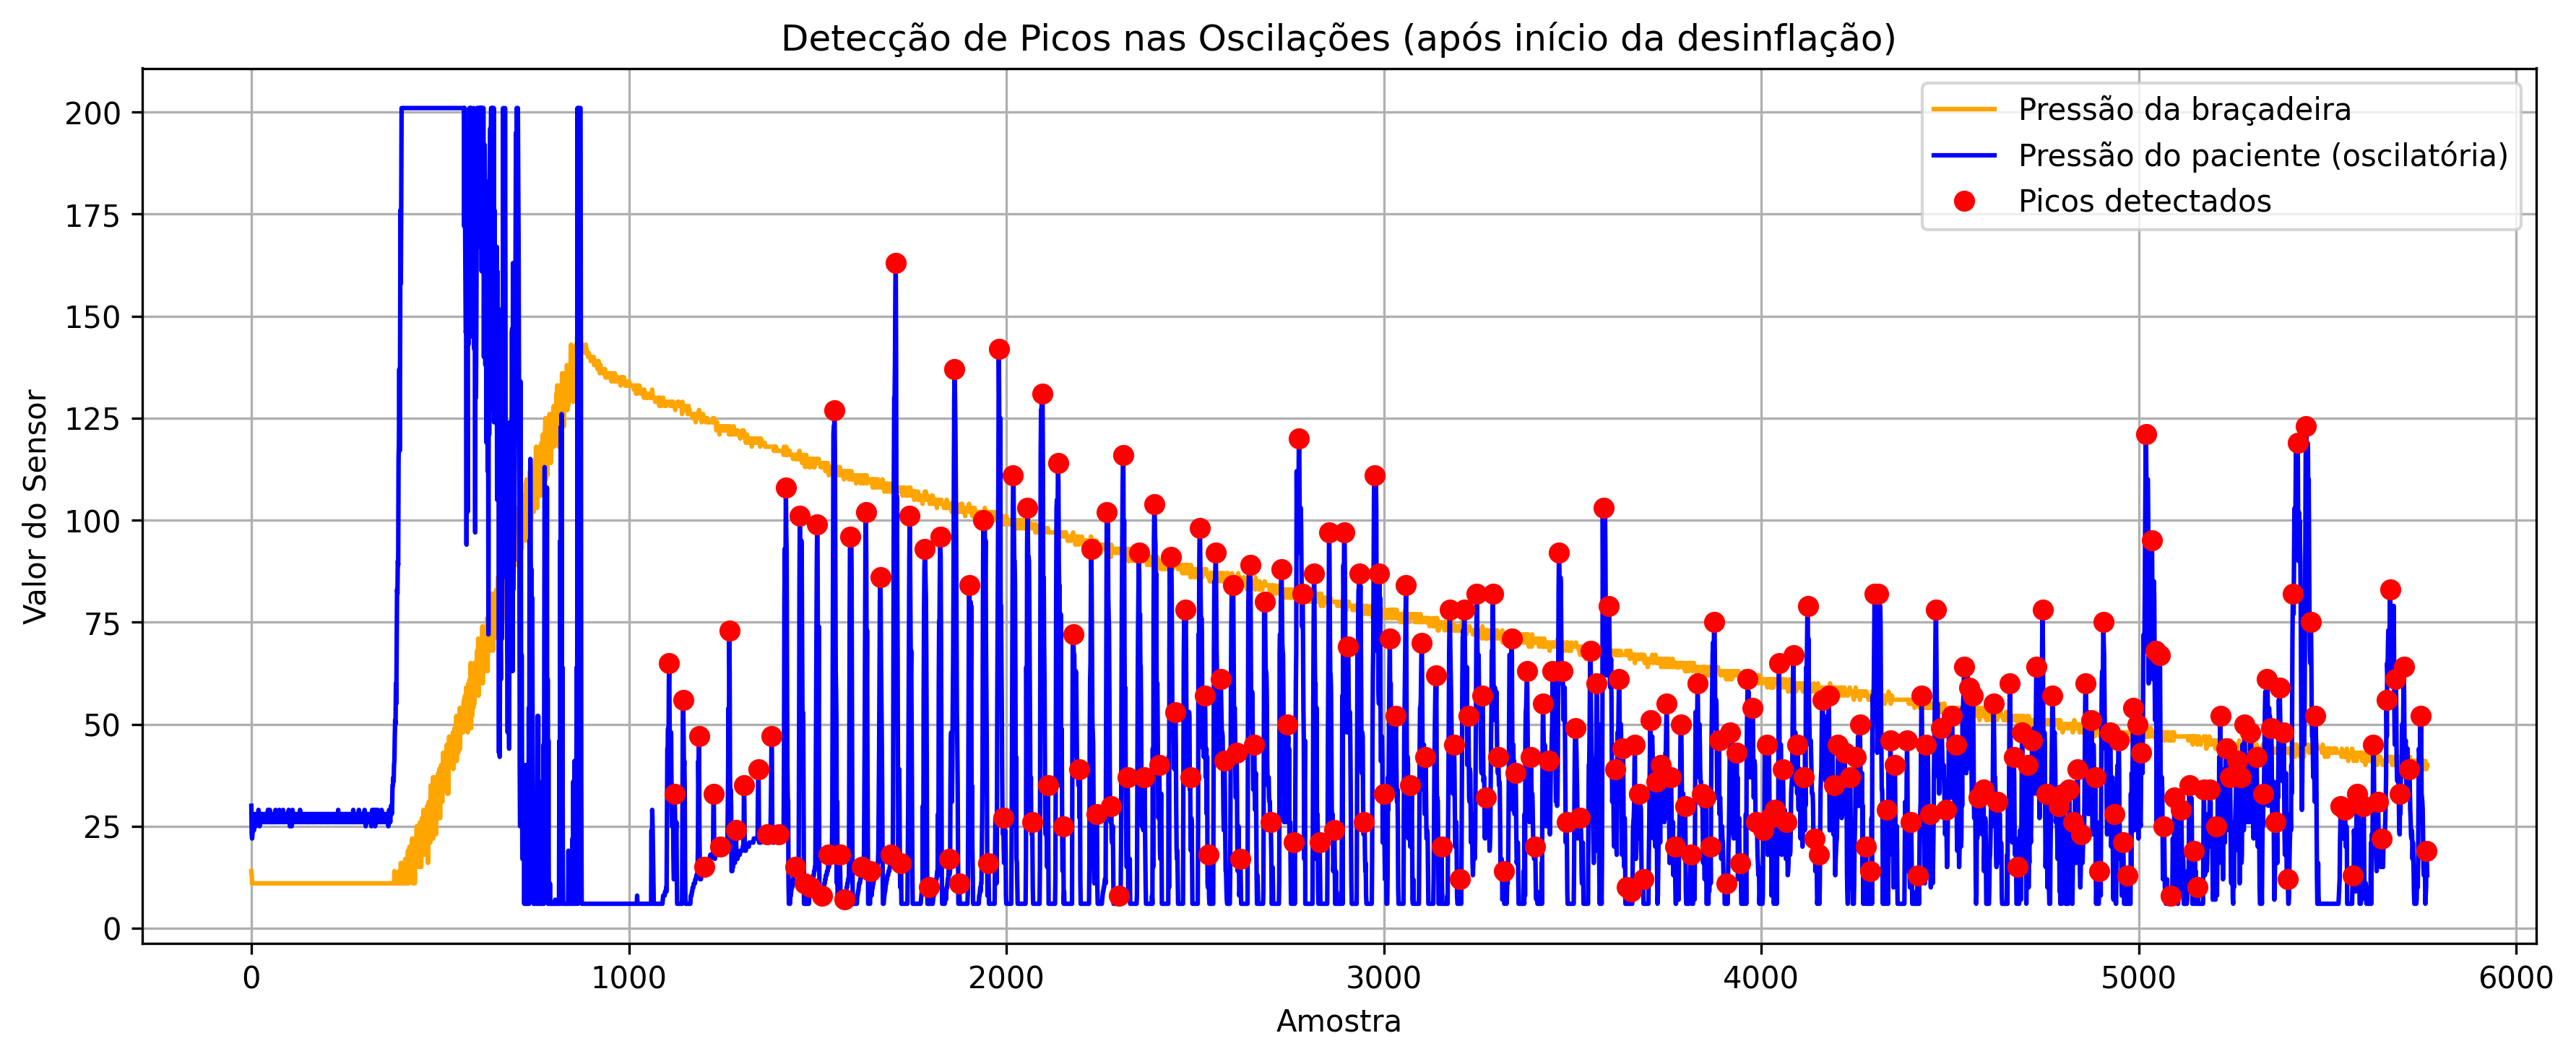 Detecção de Picos nas Oscilações (após início da desinflação)
Pressão da braçadeira
Pressão do paciente (oscilatória)
Picos detectados
Valor do Sensor
200
175
150
125
100
75
50
25
0
0
1000
2000
3000
4000
5000
6000
Amostra